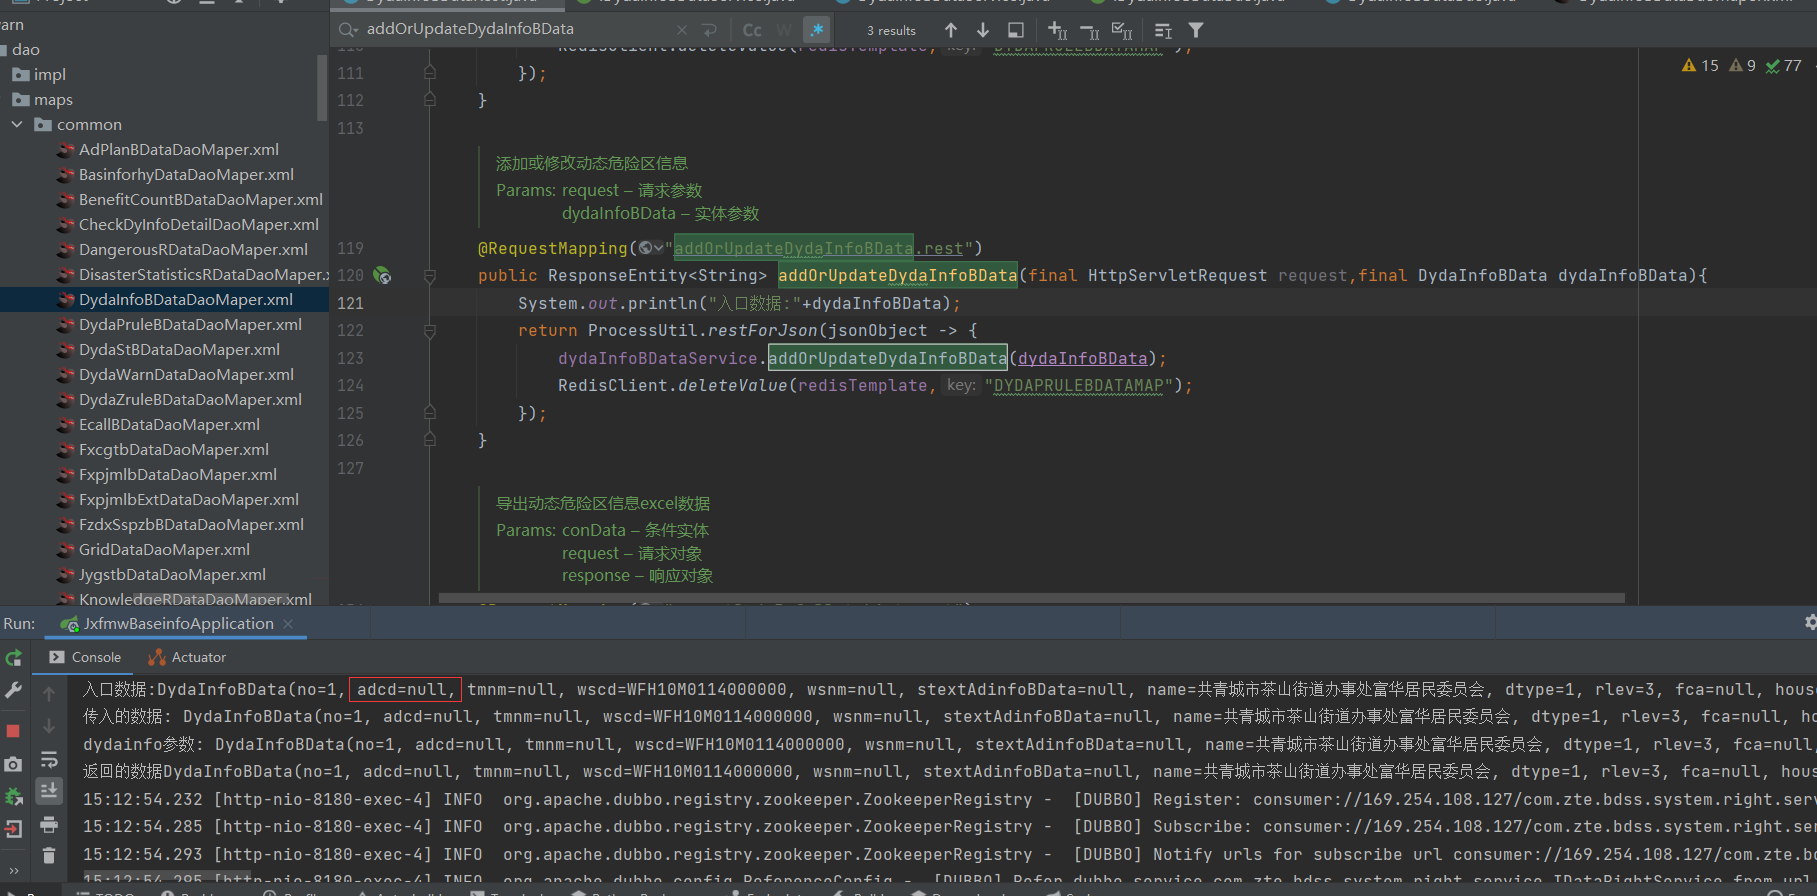 addOrUpdateDydaInfoBData
Cc W .* 3 results
arn
dao
impl
maps
common
AdPlanBDataDaoMaper.xml
BasinforhyDataDaoMaper.xml
BenefitCountBDataDaoMaper.xml
CheckDyInfoDetailDaoMaper.xml
DangerousRDataDaoMaper.xml
DisasterStatisticsRDataDaoMaper.
DydaInfoBDataDaoMaper.xml
DydaPruleBDataDaoMaper.xml
DydaStBDataDaoMaper.xml
DydaWarnDataDaoMaper.xml
DydaZruleBDataDaoMaper.xml
EcallBDataDaoMaper.xml
FxcgtbDataDaoMaper.xml
FxpjmlbDataDaoMaper.xml
FxpjmlbExtDataDaoMaper.xml
FzdxSspzbBDataDaoMaper.xml
GridDataDaoMaper.xml
JygstbDataDaoMaper.xml
KnowledgeRDataDaoMaper.xml
15 9 77
111 });
112 }
113
添加或修改动态危险区信息
Params: request – 请求参数
dydaInfoBData – 实体参数
119 @RequestMapping("addOrUpdateDydaInfoBData.rest")
120 public ResponseEntity<String> addOrUpdateDydaInfoBData(final HttpServletRequest request,final DydaInfoBData dydaInfoBData){
121 System.out.println("入口数据:"+dydaInfoBData);
122 return ProcessUtil.restForJson(jsonObject -> {
123 dydaInfoBDataService.addOrUpdateDydaInfoBData(dydaInfoBData);
124 RedisClient.deleteValue(redisTemplate, key: "DYDAPRULEBDATAMAP");
125 });
126 }
127
导出动态危险区信息excel数据
Params: conData – 条件实体
request – 请求对象
response – 响应对象
Run: JxfmwBaseinfoApplication
Console Actuator
入口数据:DydaInfoBData(no=1, adcd=null, tmnm=null, wscd=WFH10M0114000000, wsnm=null, stextAdinfoBData=null, name=共青城市茶山街道办事处富华居民委员会, dtype=1, rlev=3, fca=null, hous
传入的数据: DydaInfoBData(no=1, adcd=null, tmnm=null, wscd=WFH10M0114000000, wsnm=null, stextAdinfoBData=null, name=共青城市茶山街道办事处富华居民委员会, dtype=1, rlev=3, fca=null, ho
dydainfo参数: DydaInfoBData(no=1, adcd=null, tmnm=null, wscd=WFH10M0114000000, wsnm=null, stextAdinfoBData=null, name=共青城市茶山街道办事处富华居民委员会, dtype=1, rlev=3, fca=null,
返回的数据DydaInfoBData(no=1, adcd=null, tmnm=null, wscd=WFH10M0114000000, wsnm=null, stextAdinfoBData=null, name=共青城市茶山街道办事处富华居民委员会, dtype=1, rlev=3, fca=null, hous
15:12:54.232 [http-nio-8180-exec-4] INFO org.apache.dubbo.registry.zookeeper.ZookeeperRegistry - [DUBBO] Register: consumer://169.254.108.127/com.zte.bdss.system.right.serv
15:12:54.285 [http-nio-8180-exec-4] INFO org.apache.dubbo.registry.zookeeper.ZookeeperRegistry - [DUBBO] Subscribe: consumer://169.254.108.127/com.zte.bdss.system.right.ser
15:12:54.293 [http-nio-8180-exec-4] INFO org.apache.dubbo.registry.zookeeper.ZookeeperRegistry - [DUBBO] Notify urls for subscribe url consumer://169.254.108.127/com.zte.bd